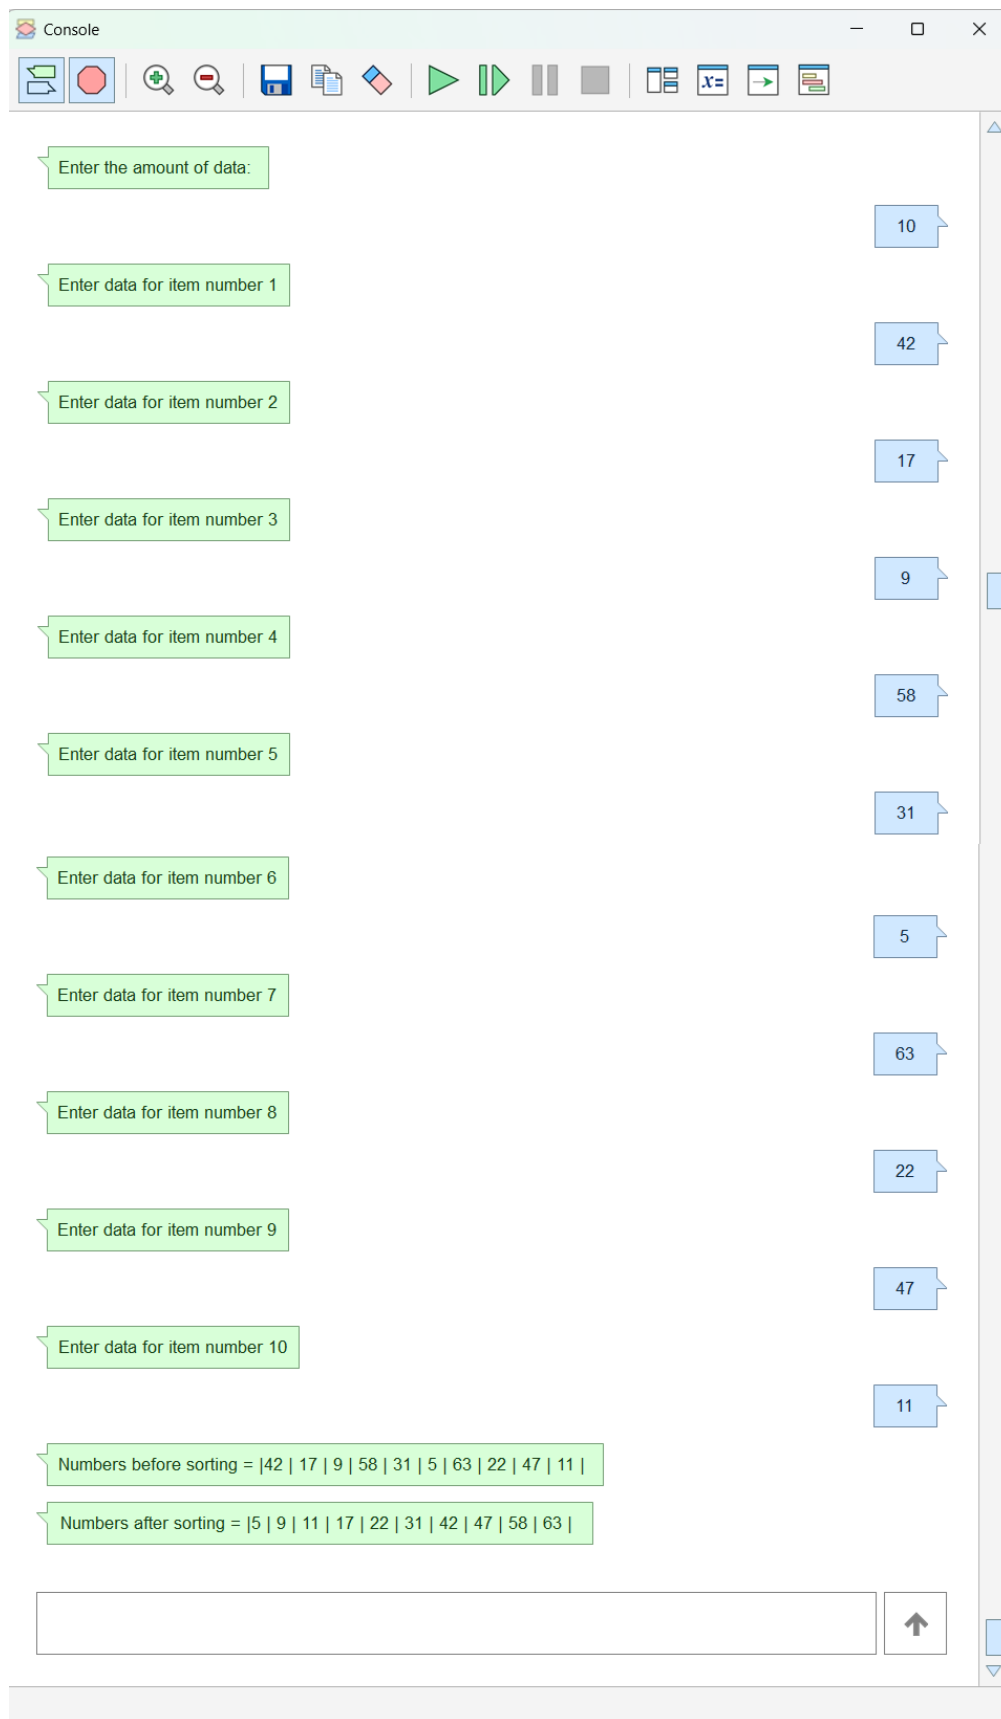 Console
x=
Enter the amount of data:
10
Enter data for item number 1
42
Enter data for item number 2
17
Enter data for item number 3
9
Enter data for item number 4
58
Enter data for item number 5
31
Enter data for item number 6
5
Enter data for item number 7
63
Enter data for item number 8
22
Enter data for item number 9
47
Enter data for item number 10
11
Numbers before sorting = |42 | 17 | 9 | 58 | 31 | 5 | 63 | 22 | 47 | 11 |
Numbers after sorting = |5 | 9 | 11 | 17 | 22 | 31 | 42 | 47 | 58 | 63 |